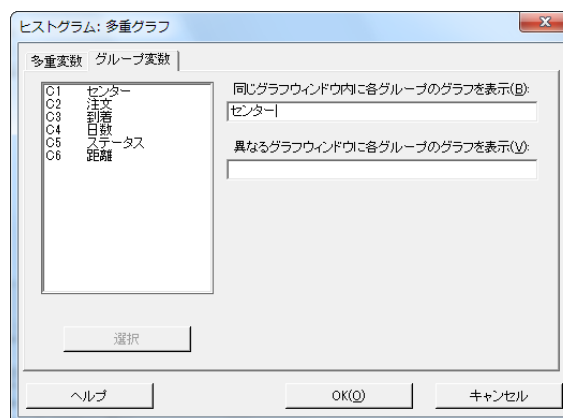 ヒストグラム: 多重グラフ
多重変数 グループ変数
C1 センター
C2 注文
C3 到着
C4 日数
C5 ステータス
C6 距離
同じグラフウィンドウ内に各グループのグラフを表示(B):
センター
異なるグラフウィンドウに各グループのグラフを表示(V):
選択
ヘルプ OK(O) キャンセル